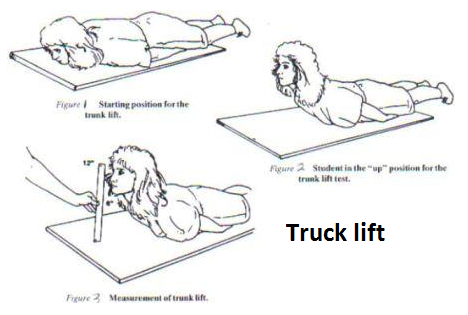 Figure 1 Starting position for the
trunk lift.
Figure 2 Student in the "up" position for the
trunk lift test.
12"
6"
Truck lift
Figure 3 Measurement of trunk lift.